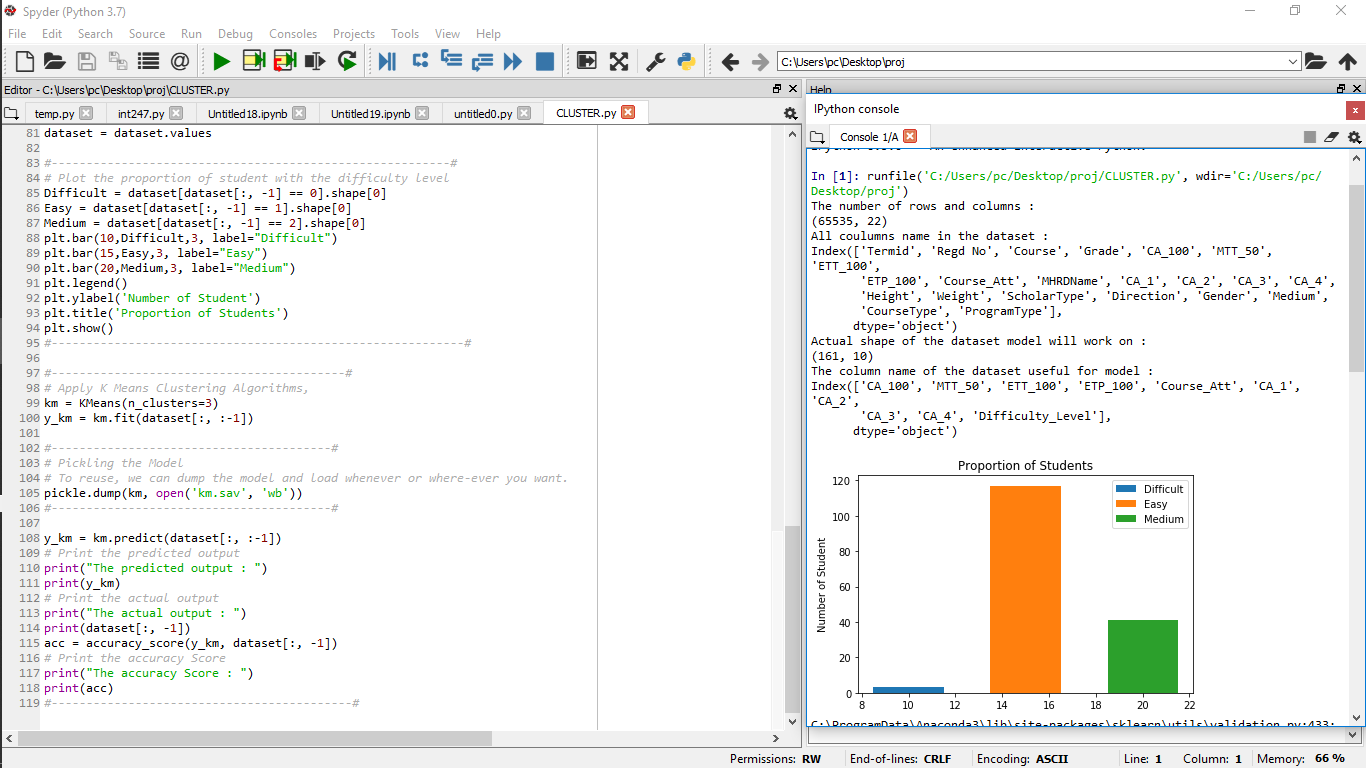 Spyder (Python 3.7)
File Edit Search Source Run Debug Consoles Projects Tools View Help
C:\Users\pc\Desktop\proj
Editor - C:\Users\pc\Desktop\proj\CLUSTER.py
temp.py int247.py Untitled18.ipynb Untitled19.ipynb untitled0.py CLUSTER.py
81 dataset = dataset.values
82
83 #---------------------------------------------------------#
84 # Plot the proportion of student with the difficulty level
85 Difficult = dataset[dataset[:, -1] == 0].shape[0]
86 Easy = dataset[dataset[:, -1] == 1].shape[0]
87 Medium = dataset[dataset[:, -1] == 2].shape[0]
88 plt.bar(10,Difficult,3, label="Difficult")
89 plt.bar(15,Easy,3, label="Easy")
90 plt.bar(20,Medium,3, label="Medium")
91 plt.legend()
92 plt.ylabel('Number of Student')
93 plt.title('Proportion of Students')
94 plt.show()
95 #-----------------------------------------------------------#
96
97 #------------------------------------------#
98 # Apply K Means Clustering Algorithms,
99 km = KMeans(n_clusters=3)
100 y_km = km.fit(dataset[:, :-1])
101
102 #----------------------------------------#
103 # Pickling the Model
104 # To reuse, we can dump the model and load whenever or where-ever you want.
105 pickle.dump(km, open('km.sav', 'wb'))
106 #----------------------------------------#
107
108 y_km = km.predict(dataset[:, :-1])
109 # Print the predicted output
110 print("The predicted output : ")
111 print(y_km)
112 # Print the actual output
113 print("The actual output : ")
114 print(dataset[:, -1])
115 acc = accuracy_score(y_km, dataset[:, -1])
116 # Print the accuracy Score
117 print("The accuracy Score : ")
118 print(acc)
119 #-------------------------------------------#
Help
IPython console
x
Console 1/A
In [1]: runfile('C:/Users/pc/Desktop/proj/CLUSTER.py', wdir='C:/Users/pc/
Desktop/proj')
The number of rows and columns :
(65535, 22)
All coulumns name in the dataset :
Index(['Termid', 'Regd No', 'Course', 'Grade', 'CA_100', 'MTT_50',
'ETT_100',
'ETP_100', 'Course_Att', 'MHRDName', 'CA_1', 'CA_2', 'CA_3', 'CA_4',
'Height', 'Weight', 'ScholarType', 'Direction', 'Gender', 'Medium',
'CourseType', 'ProgramType'],
dtype='object')
Actual shape of the dataset model will work on :
(161, 10)
The column name of the dataset useful for model :
Index(['CA_100', 'MTT_50', 'ETT_100', 'ETP_100', 'Course_Att', 'CA_1',
'CA_2',
'CA_3', 'CA_4', 'Difficulty_Level'],
dtype='object')
Proportion of Students
Difficult
Easy
Medium
Number of Student
120
100
80
60
40
20
0
8 10 12 14 16 18 20 22
C:\ProgramData\Anaconda3\lib\site-packages\sklearn\utils\validation.py:433:
Permissions: RW End-of-lines: CRLF Encoding: ASCII Line: 1 Column: 1 Memory: 66 %